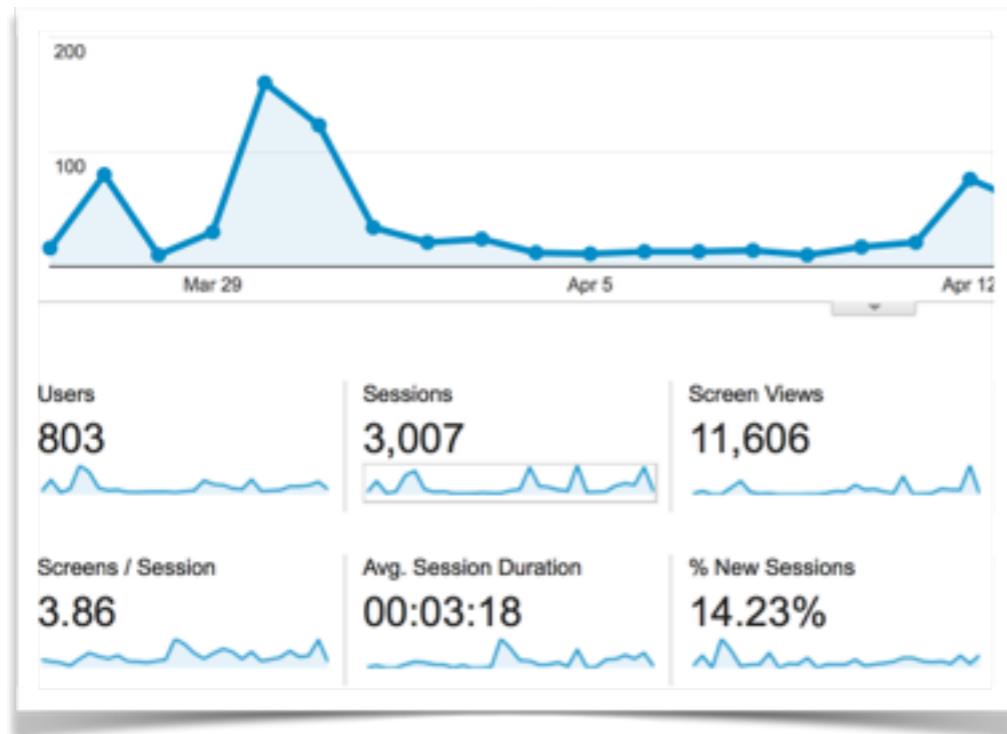 200
100
Mar 29 Apr 5 Apr 12
Users Sessions Screen Views
803 3,007 11,606
Screens / Session Avg. Session Duration % New Sessions
3.86 00:03:18 14.23%